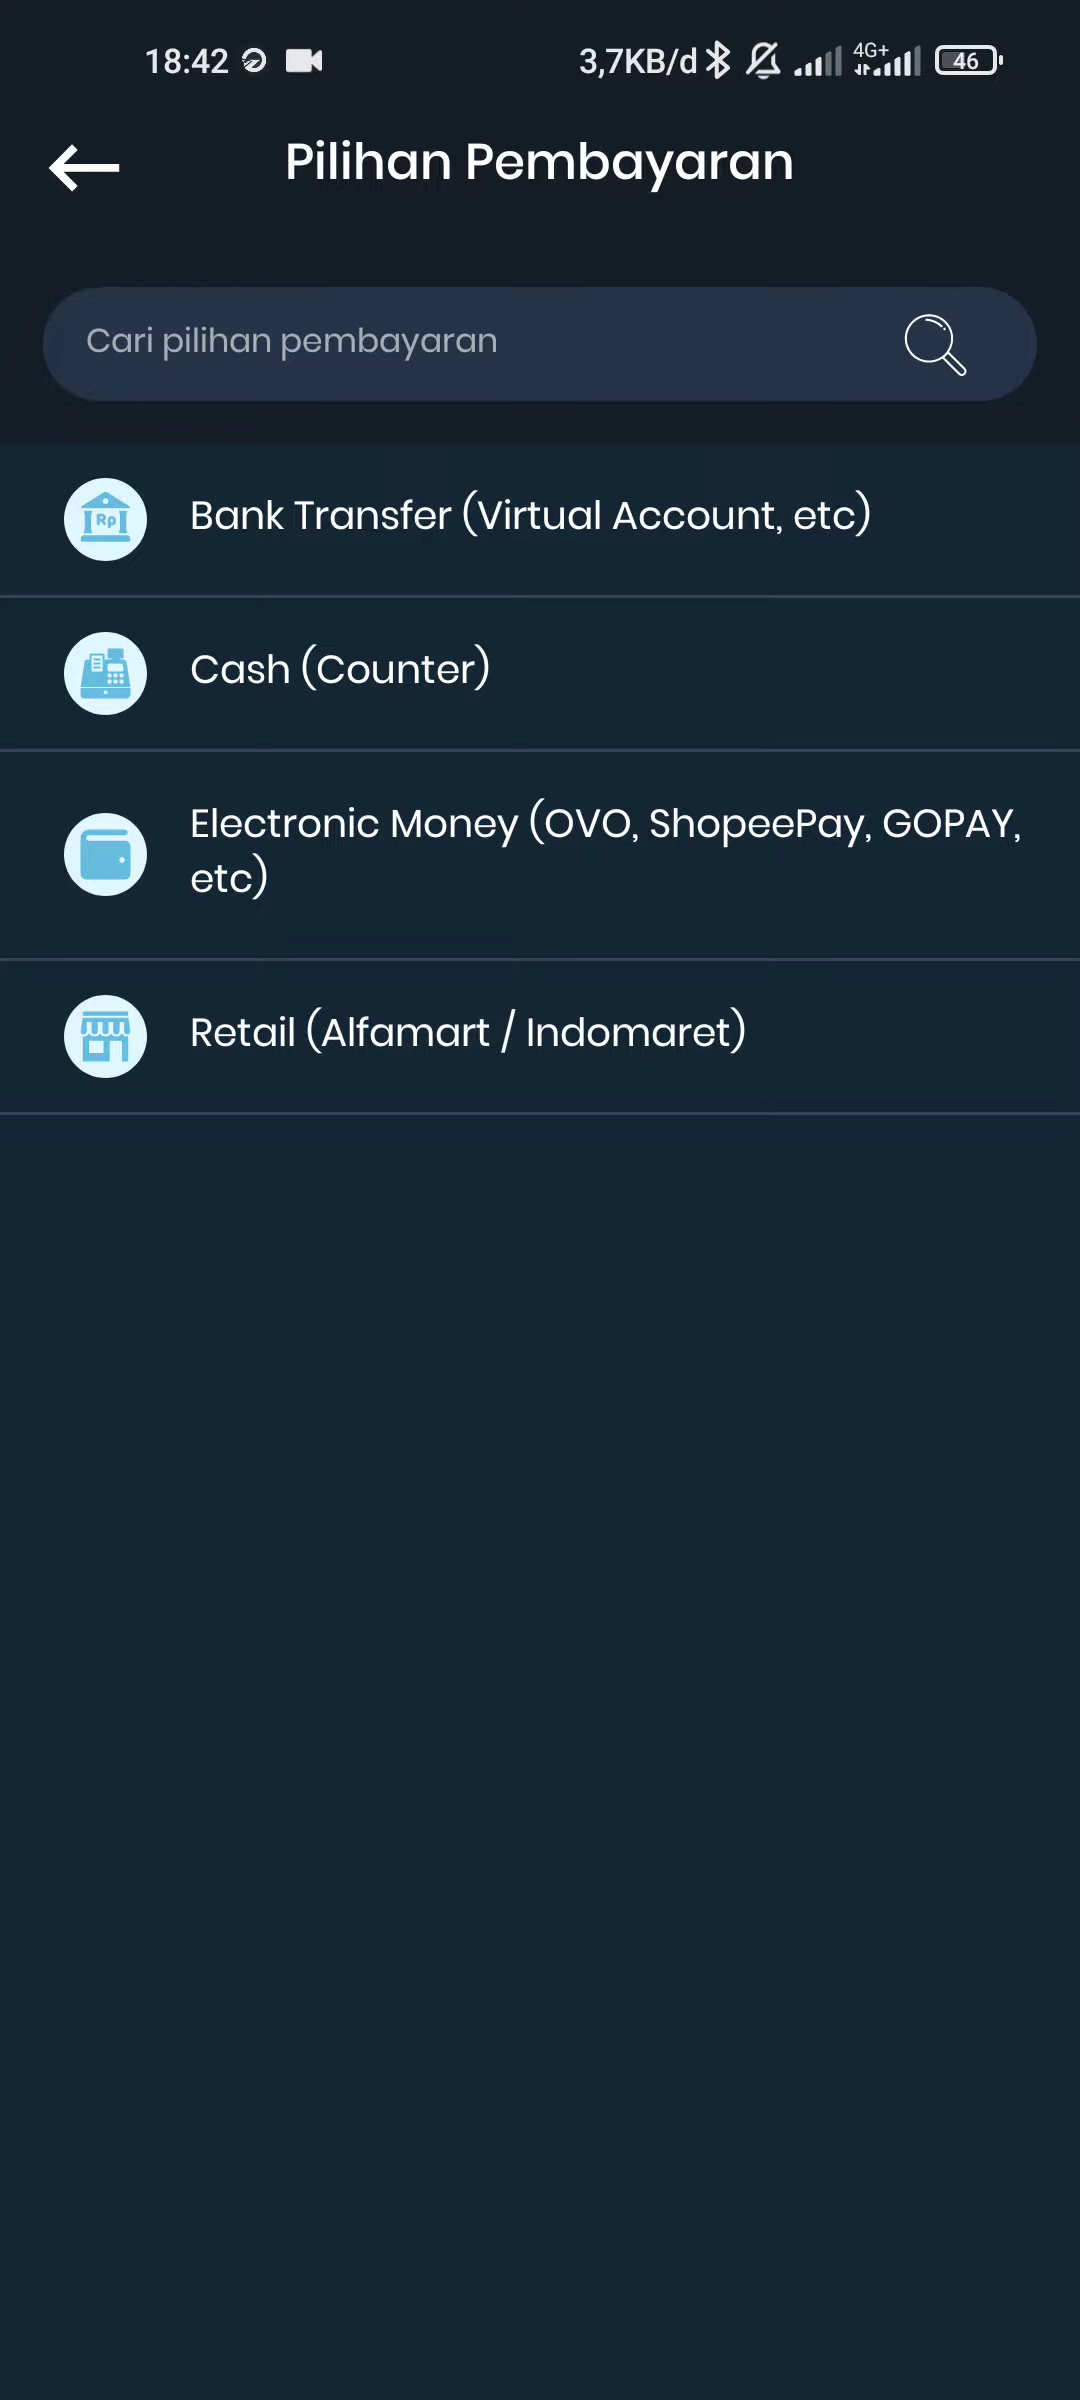 18:42 3,7KB/d 4G+ 46
Pilihan Pembayaran
Cari pilihan pembayaran
Rp Bank Transfer (Virtual Account, etc)
Cash (Counter)
Electronic Money (OVO, ShopeePay, GOPAY,
etc)
Retail (Alfamart / Indomaret)